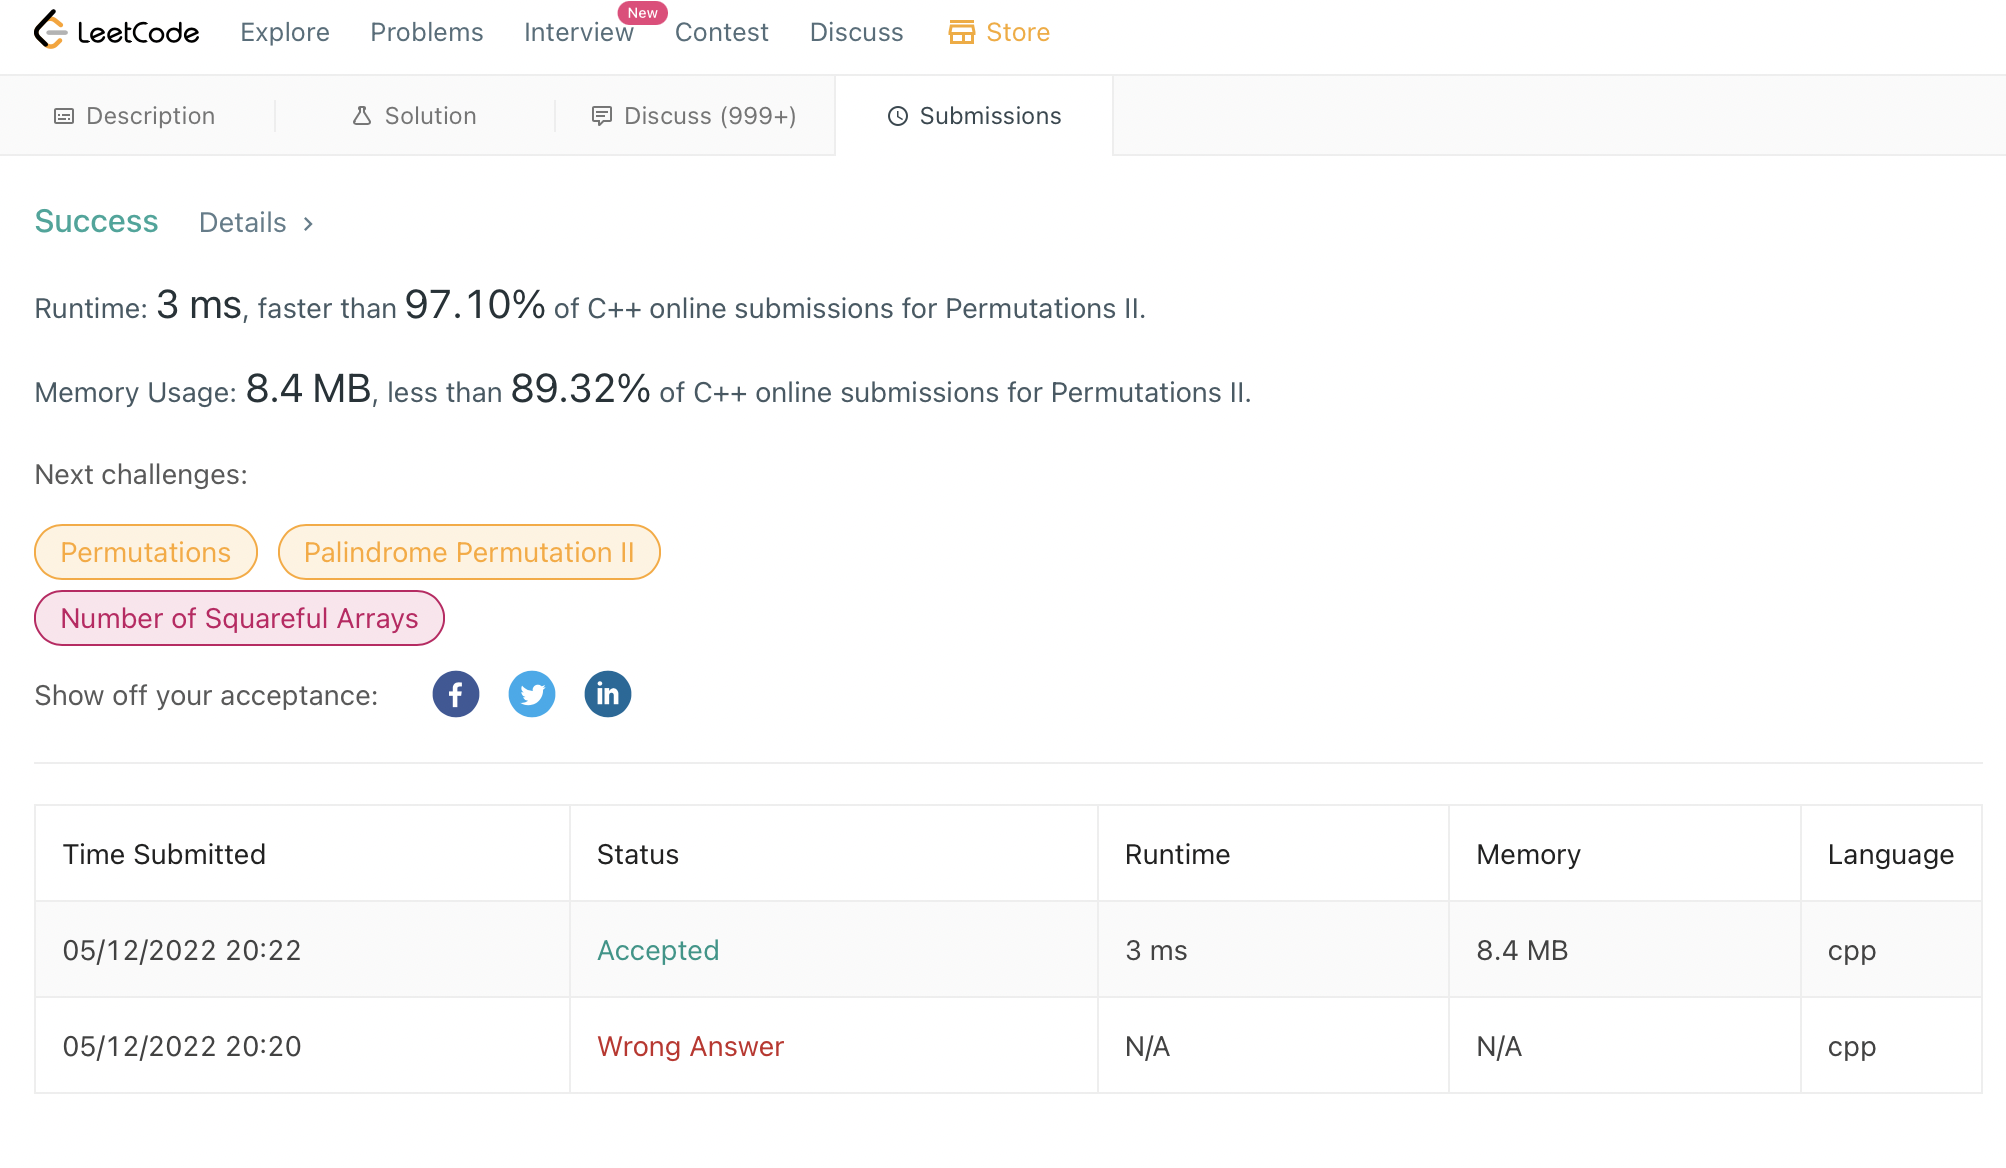 LeetCode Explore Problems Interview New Contest Discuss Store
Description Solution Discuss (999+) Submissions
Success Details >
Runtime: 3 ms, faster than 97.10% of C++ online submissions for Permutations II.
Memory Usage: 8.4 MB, less than 89.32% of C++ online submissions for Permutations II.
Next challenges:
Permutations Palindrome Permutation II
Number of Squareful Arrays
Show off your acceptance: f in
Time Submitted Status Runtime Memory Language
05/12/2022 20:22 Accepted 3 ms 8.4 MB cpp
05/12/2022 20:20 Wrong Answer N/A N/A cpp